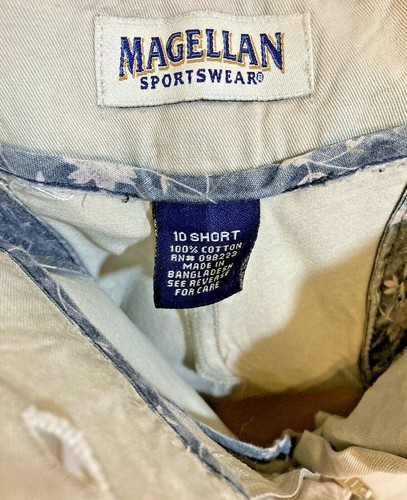 MAGELLAN
SPORTSWEAR®
10 SHORT
100% COTTON
RN# 098223
MADE IN
BANGLADESH
SEE REVERSE
FOR CARE